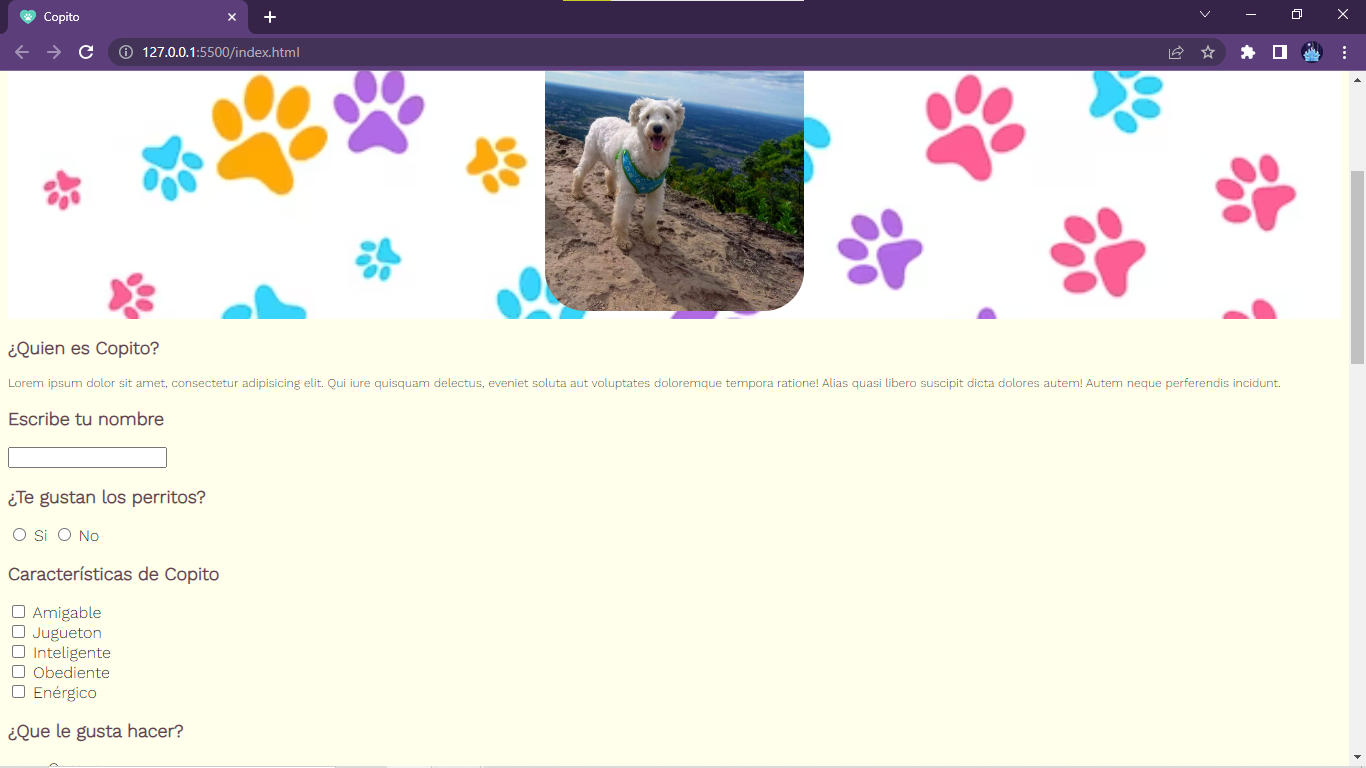 Copito
127.0.0.1:5500/index.html
¿Quien es Copito?
Lorem ipsum dolor sit amet, consectetur adipisicing elit. Qui iure quisquam delectus, eveniet soluta aut voluptates doloremque tempora ratione! Alias quasi libero suscipit dicta dolores autem! Autem neque perferendis incidunt.
Escribe tu nombre
¿Te gustan los perritos?
Si No
Características de Copito
Amigable
Jugueton
Inteligente
Obediente
Enérgico
¿Que le gusta hacer?